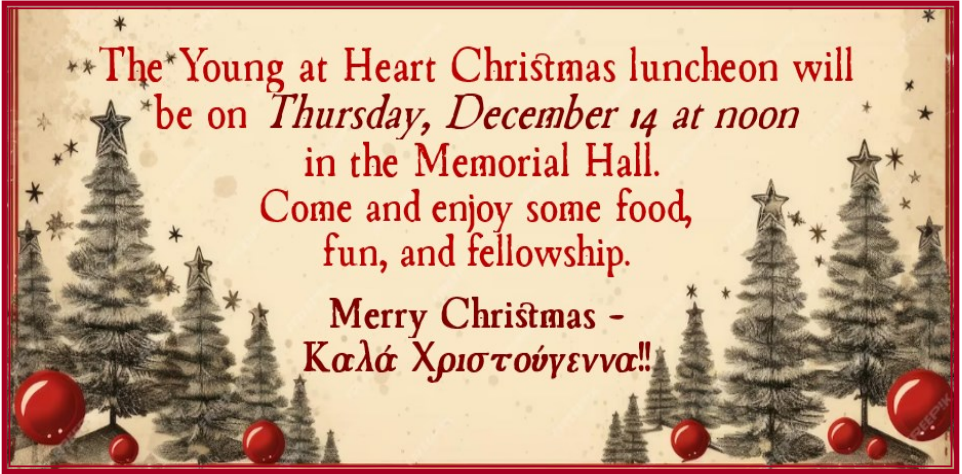 The Young at Heart Christmas luncheon will
be on Thursday, December 14 at noon
in the Memorial Hall.
Come and enjoy some food,
fun, and fellowship.
Merry Christmas -
Καλά Χριστούγεννα!!